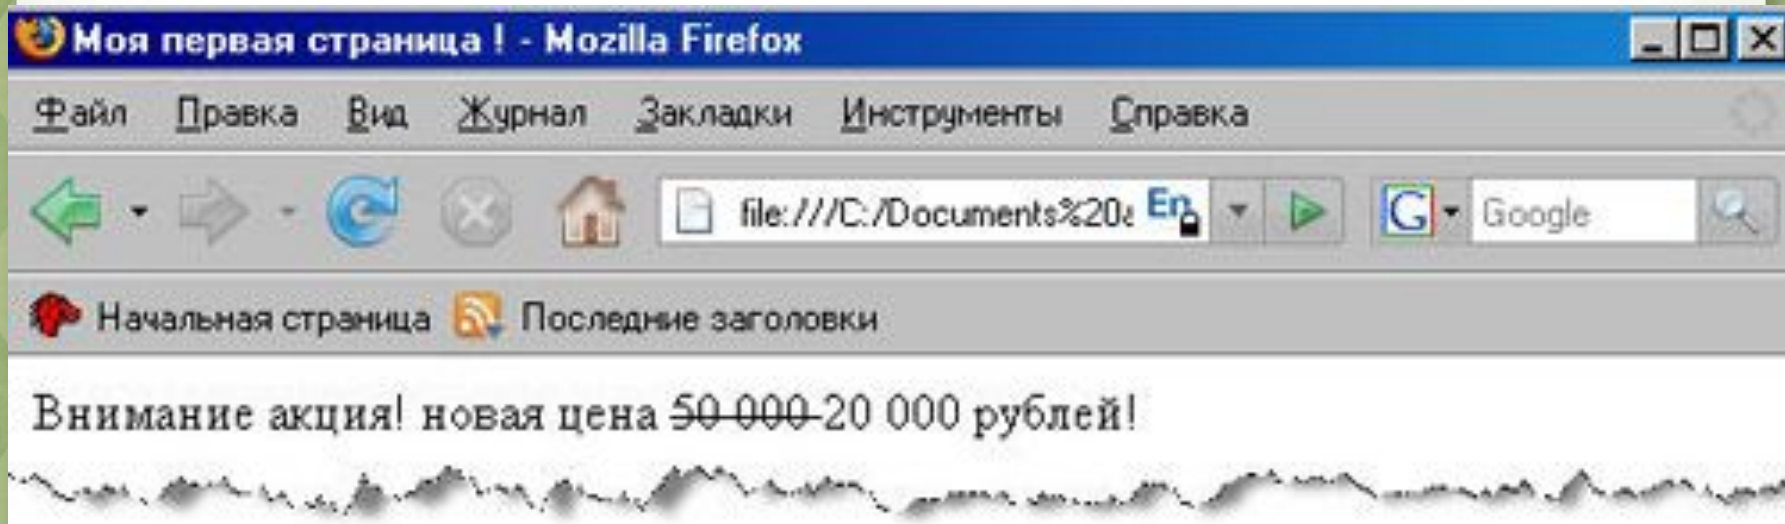 Моя первая страница ! - Mozilla Firefox
Файл Правка Вид Журнал Закладки Инструменты Справка
file:///C:/Documents%20a En G Google
Начальная страница Последние заголовки
Внимание акция! новая цена 50 000 20 000 рублей!